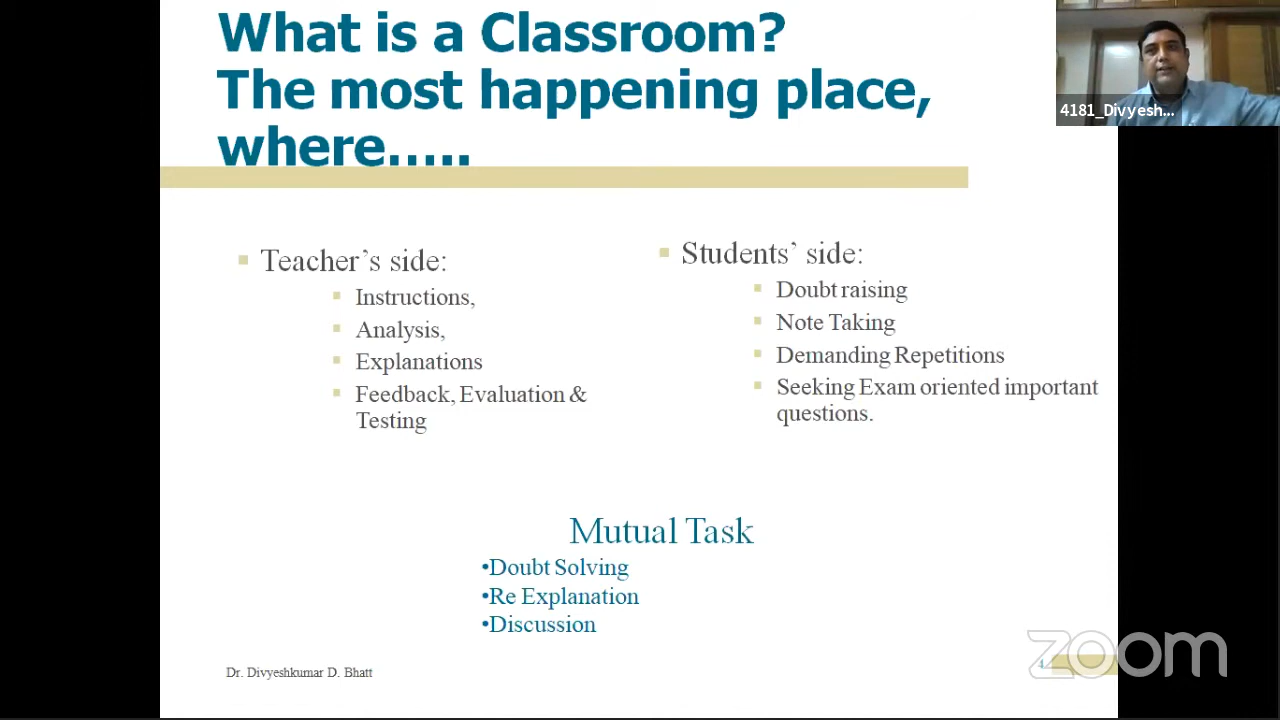 What is a Classroom?
The most happening place,
where…..
4181_Divyesh...
Teacher’s side:
Instructions,
Analysis,
Explanations
Feedback, Evaluation &
Testing
Students’ side:
Doubt raising
Note Taking
Demanding Repetitions
Seeking Exam oriented important
questions.
Mutual Task
•Doubt Solving
•Re Explanation
•Discussion
Dr. Divyeshkumar D. Bhatt
4
zoom